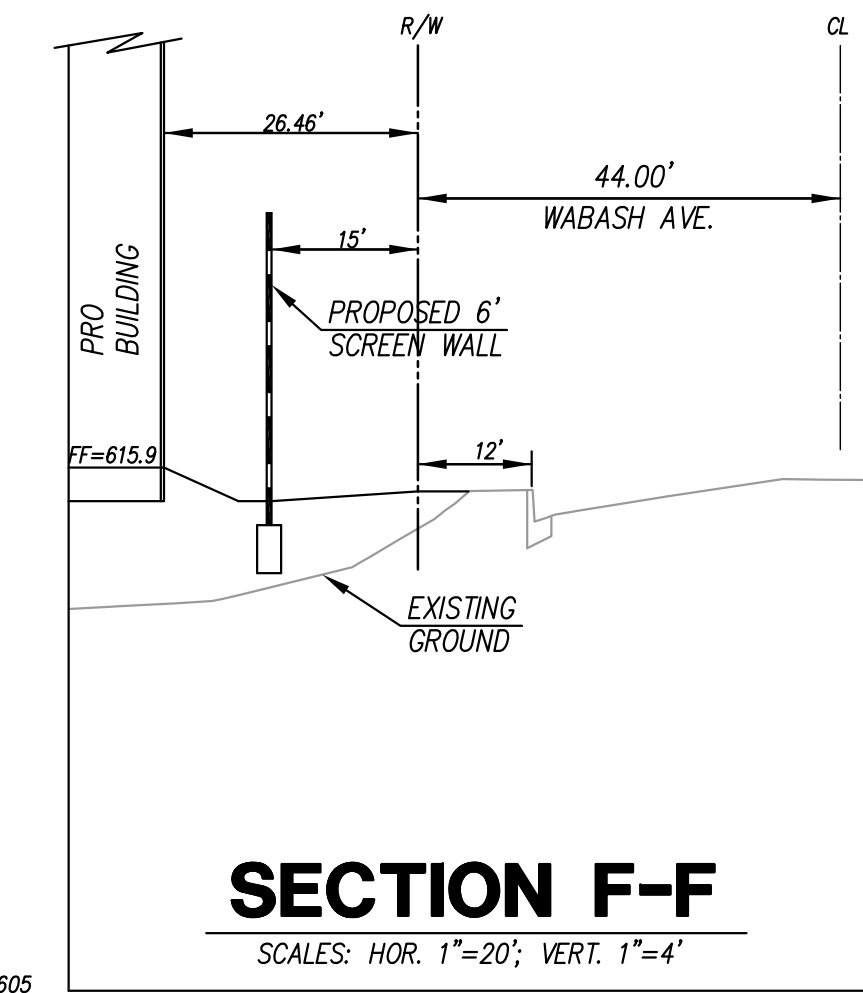 R/W
CL
26.46'
44.00'
WABASH AVE.
15'
PRO
BUILDING
PROPOSED 6'
SCREEN WALL
FF=615.9
12'
EXISTING
GROUND
SECTION F-F
SCALES: HOR. 1"=20'; VERT. 1"=4'
605